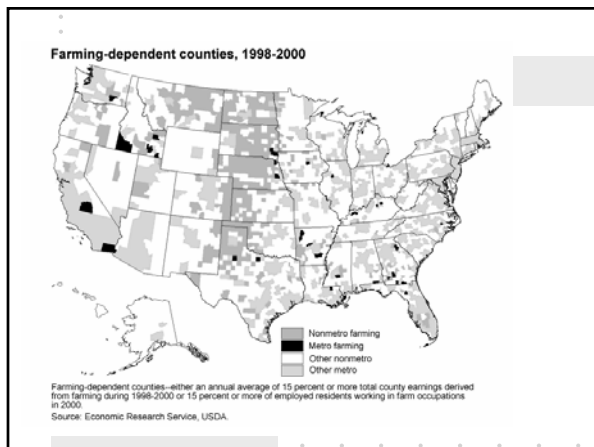 Farming-dependent counties, 1998-2000
Nonmetro farming
Metro farming
Other nonmetro
Other metro
Farming-dependent counties--either an annual average of 15 percent or more total county earnings derived
from farming during 1998-2000 or 15 percent or more of employed residents working in farm occupations
in 2000.
Source: Economic Research Service, USDA.